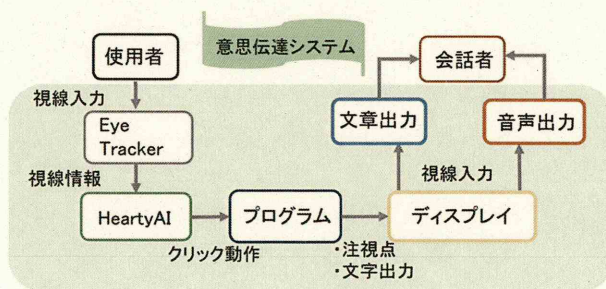 意思伝達システム
使用者
会話者
視線入力
Eye
Tracker
文章出力
音声出力
視線情報
視線入力
HeartyAI
プログラム
ディスプレイ
クリック動作
・注視点
・文字出力